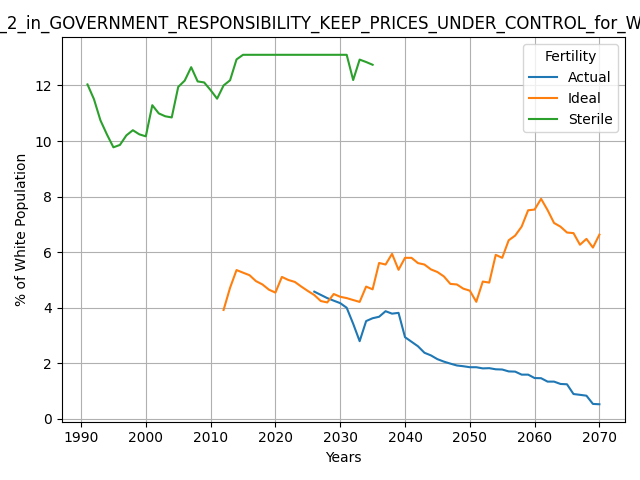 _2_in_GOVERNMENT_RESPONSIBILITY_KEEP_PRICES_UNDER_CONTROL_for_W
Fertility
Actual
Ideal
Sterile
% of White Population
12
10
8
6
4
2
0
1990 2000 2010 2020 2030 2040 2050 2060 2070
Years